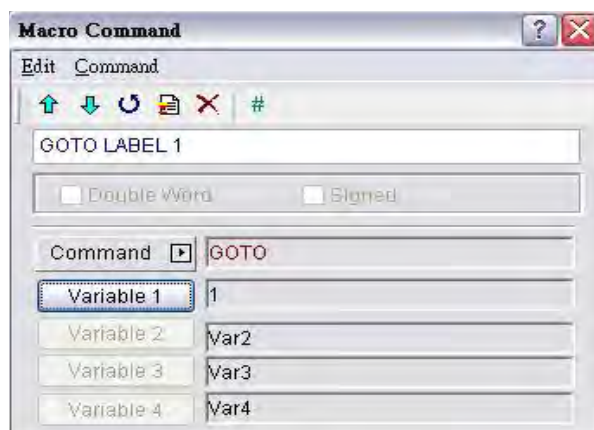 Macro Command
Edit Command
#
GOTO LABEL 1
Double Word Signed
Command GOTO
Variable 1 1
Variable 2 Var2
Variable 3 Var3
Variable 4 Var4